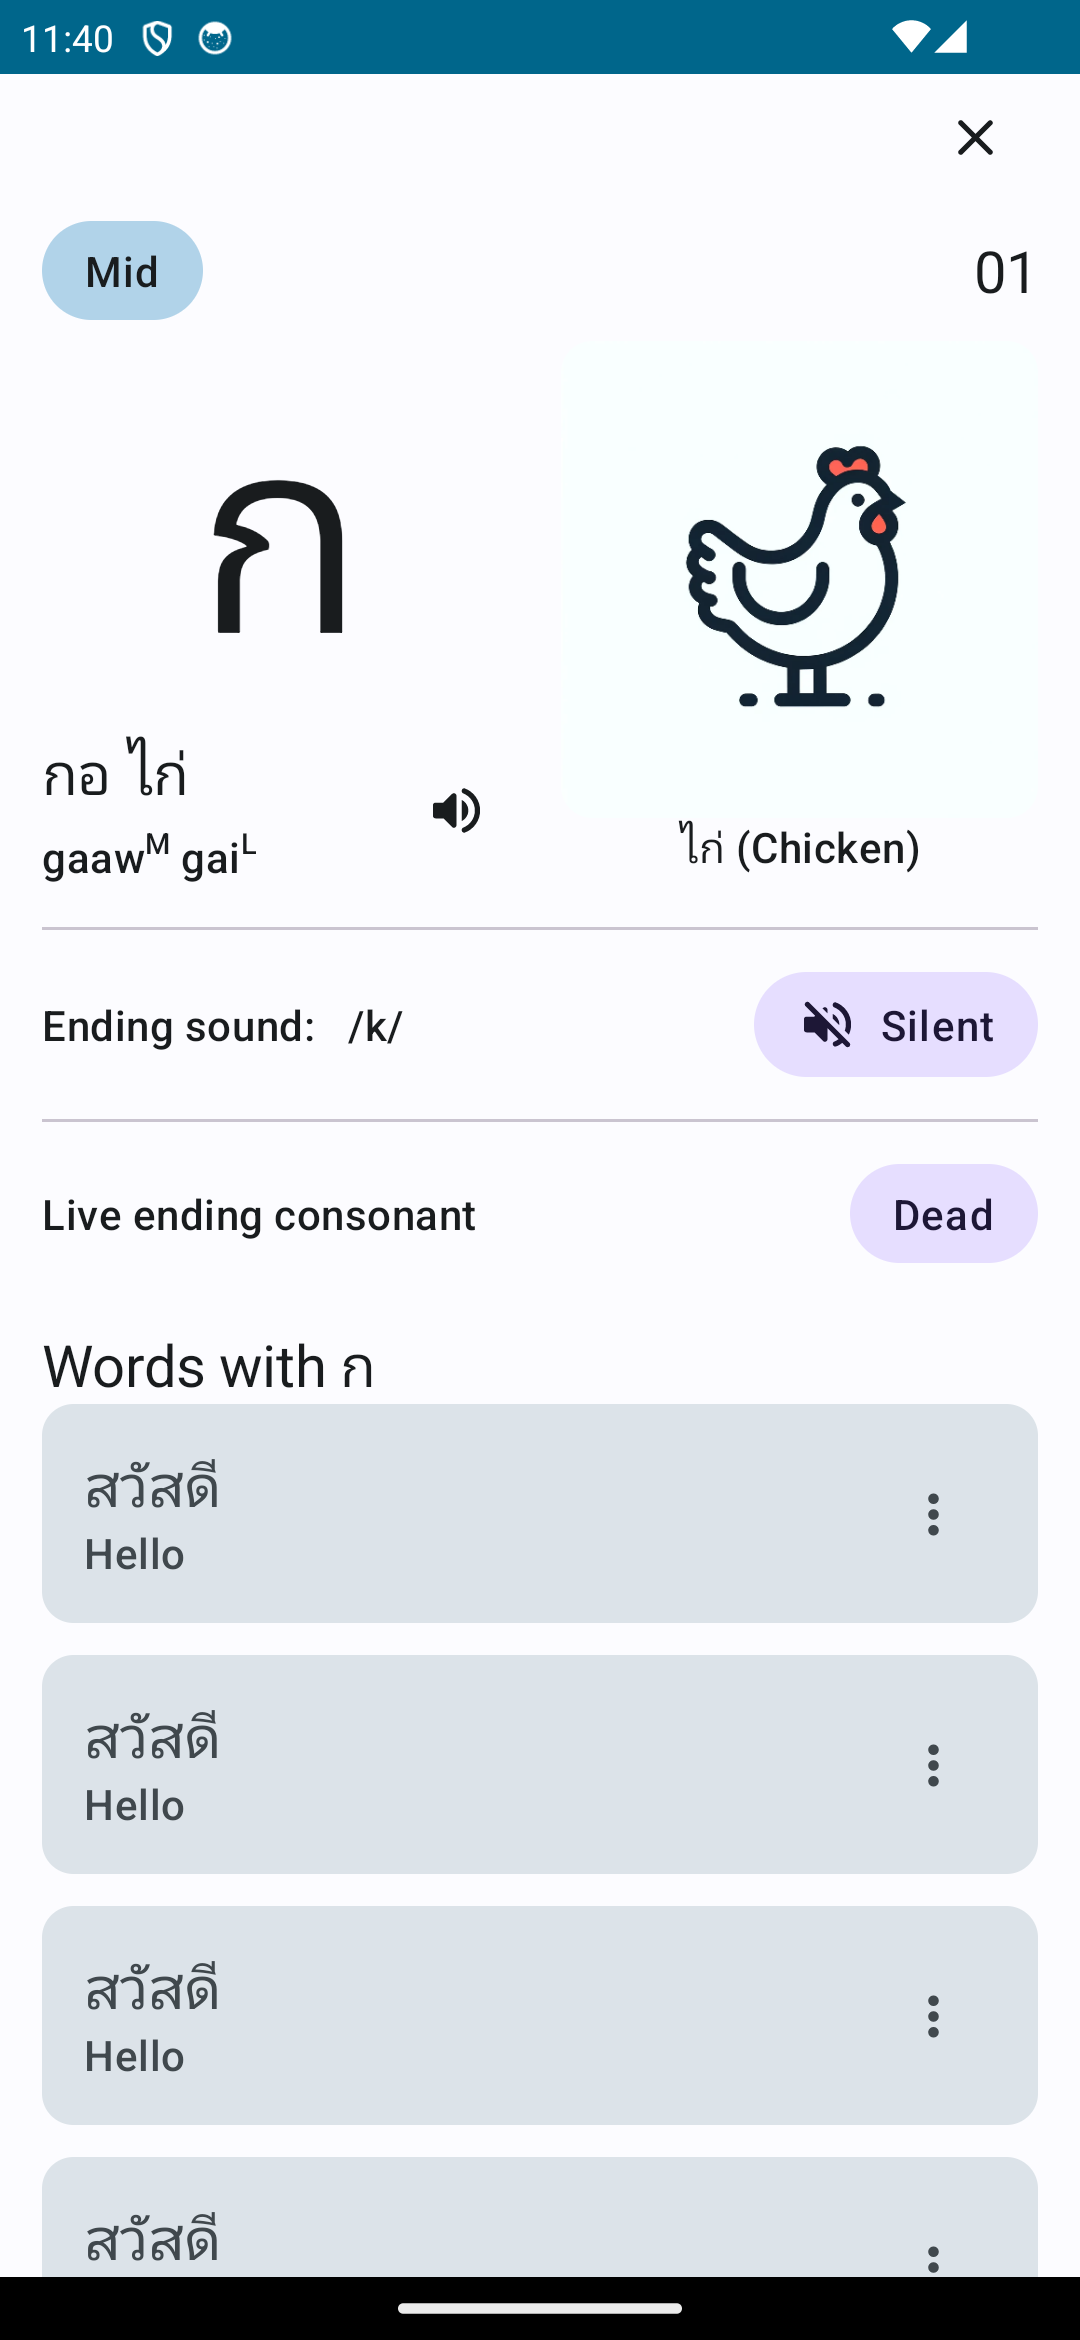 11:40
Mid
01
ก
กอ ไก่
gaawᴹ gaiᴸ
ไก่ (Chicken)
Ending sound: /k/
Silent
Live ending consonant
Dead
Words with ก
สวัสดี
Hello
สวัสดี
Hello
สวัสดี
Hello
สวัสดี